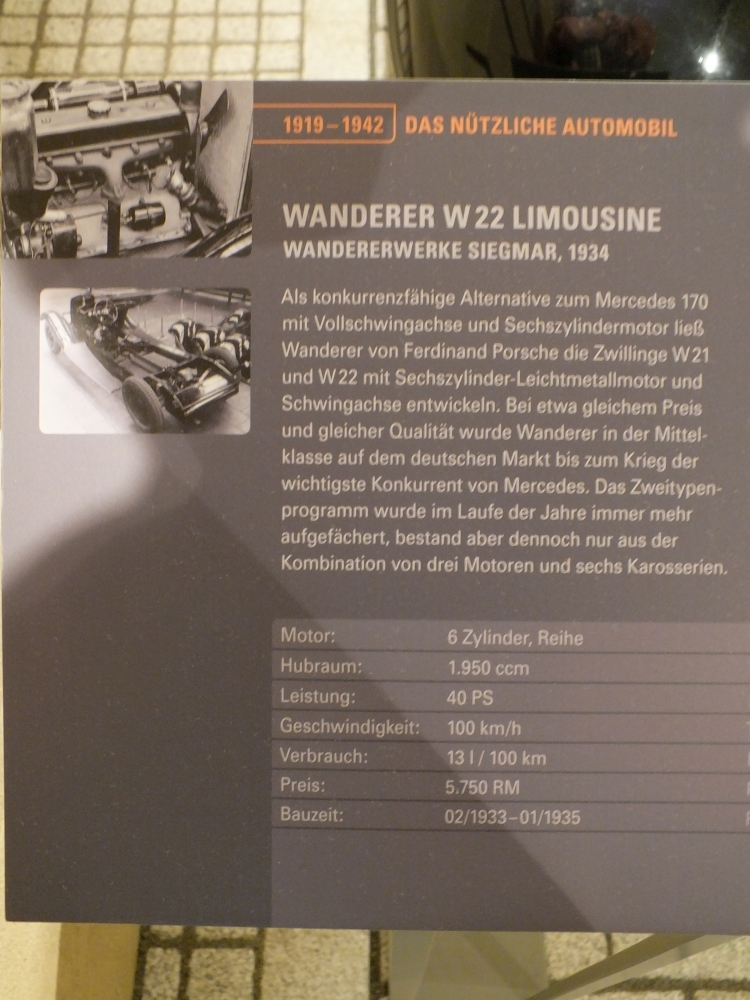 1919–1942 DAS NÜTZLICHE AUTOMOBIL
WANDERER W 22 LIMOUSINE
WANDERERWERKE SIEGMAR, 1934
Als konkurrenzfähige Alternative zum Mercedes 170
mit Vollschwingachse und Sechszylindermotor ließ
Wanderer von Ferdinand Porsche die Zwillinge W 21
und W 22 mit Sechszylinder-Leichtmetallmotor und
Schwingachse entwickeln. Bei etwa gleichem Preis
und gleicher Qualität wurde Wanderer in der Mittel-
klasse auf dem deutschen Markt bis zum Krieg der
wichtigste Konkurrent von Mercedes. Das Zweitypen-
programm wurde im Laufe der Jahre immer mehr
aufgefächert, bestand aber dennoch nur aus der
Kombination von drei Motoren und sechs Karosserien.
Motor: 6 Zylinder, Reihe
Hubraum: 1.950 ccm
Leistung: 40 PS
Geschwindigkeit: 100 km/h
Verbrauch: 13 l / 100 km
Preis: 5.750 RM
Bauzeit: 02/1933–01/1935